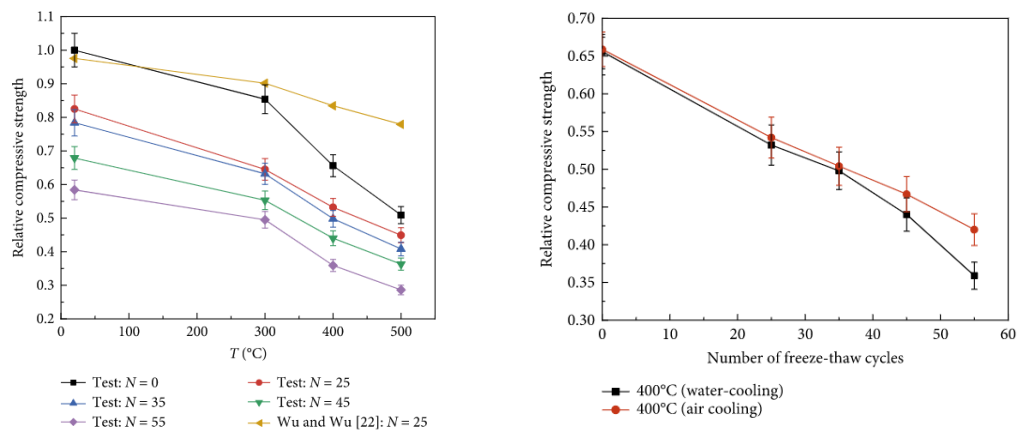 1.1
1.0
0.9
0.8
0.7
0.6
0.5
0.4
0.3
0.2
Relative compressive strength
0 100 200 300 400 500
T (°C)
Test: N = 0
Test: N = 25
Test: N = 35
Test: N = 45
Test: N = 55
Wu and Wu [22]: N = 25
0.70
0.65
0.60
0.55
0.50
0.45
0.40
0.35
0.30
Relative compressive strength
0 10 20 30 40 50 60
Number of freeze-thaw cycles
400°C (water-cooling)
400°C (air cooling)